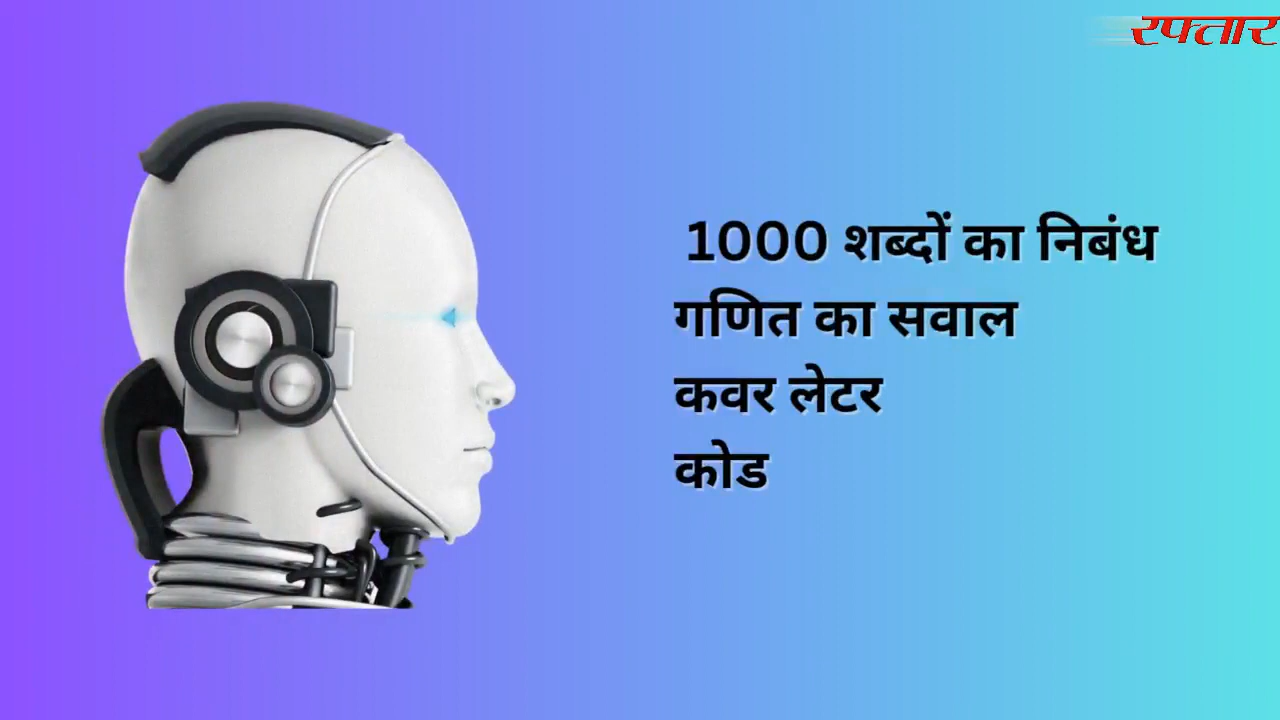 रफ्तार
1000 शब्दों का निबंध
गणित का सवाल
कवर लेटर
कोड